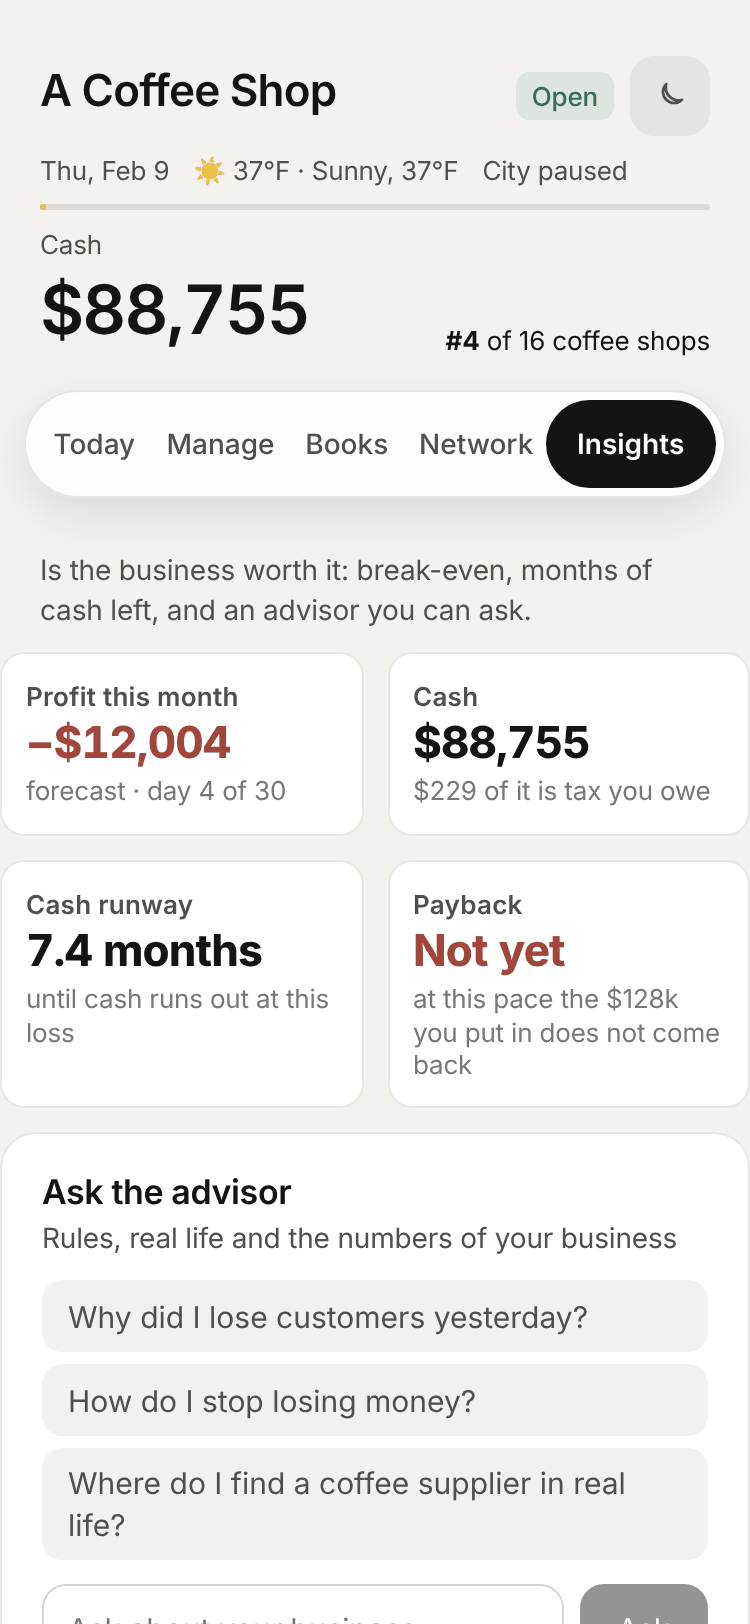 A Coffee Shop
Open
Thu, Feb 9 ☀️ 37°F · Sunny, 37°F City paused
Cash
$88,755
#4 of 16 coffee shops
Today Manage Books Network Insights
Is the business worth it: break-even, months of
cash left, and an advisor you can ask.
Profit this month
−$12,004
forecast · day 4 of 30
Cash
$88,755
$229 of it is tax you owe
Cash runway
7.4 months
until cash runs out at this
loss
Payback
Not yet
at this pace the $128k
you put in does not come
back
Ask the advisor
Rules, real life and the numbers of your business
Why did I lose customers yesterday?
How do I stop losing money?
Where do I find a coffee supplier in real
life?